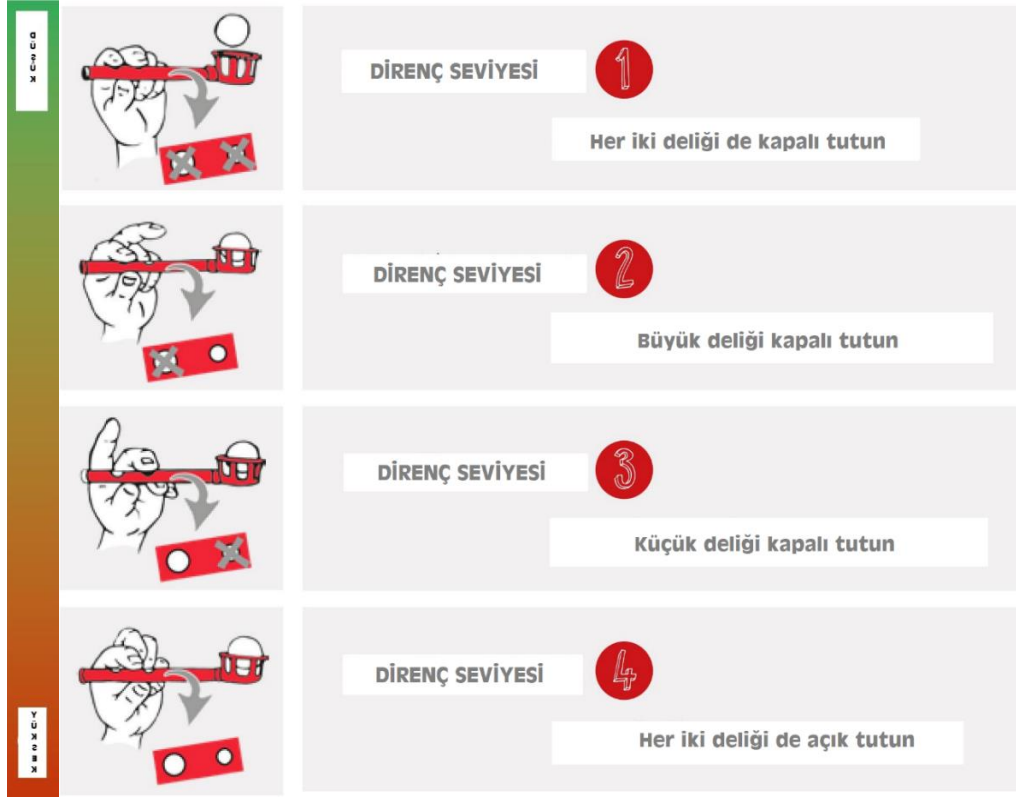 DÜŞÜK
DİRENÇ SEVİYESİ 1
Her iki deliği de kapalı tutun
DİRENÇ SEVİYESİ 2
Büyük deliği kapalı tutun
DİRENÇ SEVİYESİ 3
Küçük deliği kapalı tutun
DİRENÇ SEVİYESİ 4
Her iki deliği de açık tutun
YÜKSEK